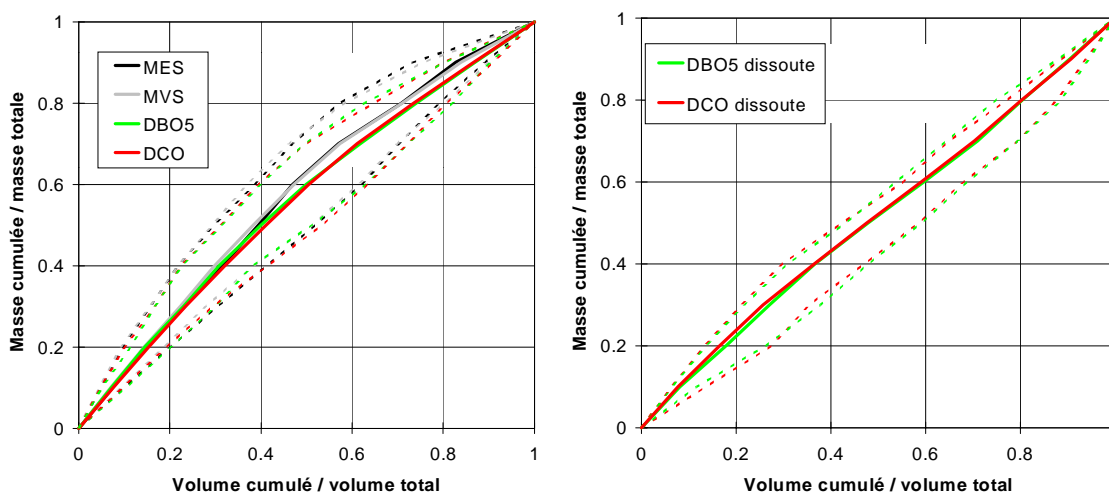 Masse cumulée / masse totale
1
0.8
0.6
0.4
0.2
0
MES
MVS
DBO5
DCO
0 0.2 0.4 0.6 0.8 1
Volume cumulé / volume total
Masse cumulée / masse totale
1
0.8
0.6
0.4
0.2
0
DBO5 dissoute
DCO dissoute
0 0.2 0.4 0.6 0.8
Volume cumulé / volume total